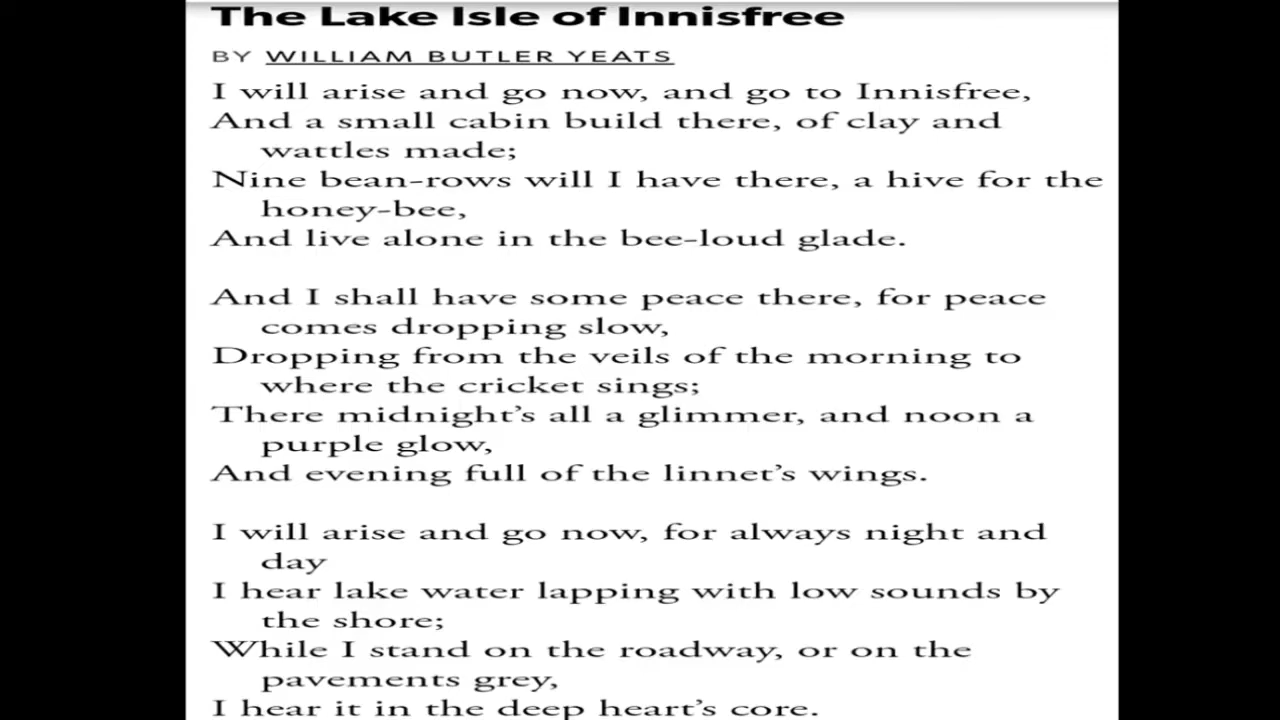 The Lake Isle of Innisfree
BY WILLIAM BUTLER YEATS
I will arise and go now, and go to Innisfree,
And a small cabin build there, of clay and
wattles made;
Nine bean-rows will I have there, a hive for the
honey-bee,
And live alone in the bee-loud glade.
And I shall have some peace there, for peace
comes dropping slow,
Dropping from the veils of the morning to
where the cricket sings;
There midnight’s all a glimmer, and noon a
purple glow,
And evening full of the linnet’s wings.
I will arise and go now, for always night and
day
I hear lake water lapping with low sounds by
the shore;
While I stand on the roadway, or on the
pavements grey,
I hear it in the deep heart’s core.